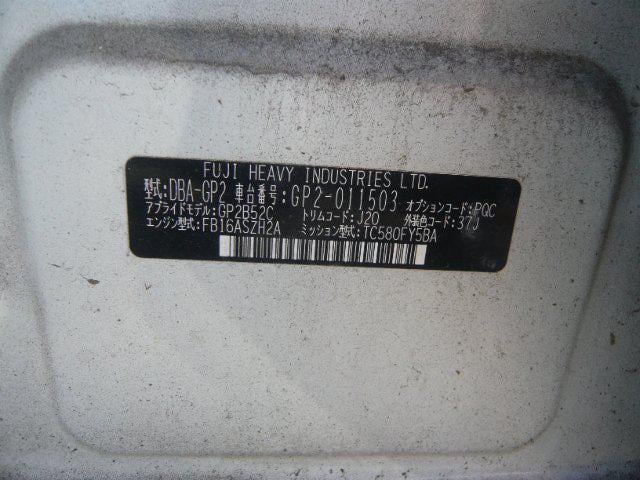 FUJI HEAVY INDUSTRIES LTD.
型式:DBA-GP2 車台番号:GP2-011503 オプションコード:PQC
アプライドモデル:GP2B52C トリムコード:J20 外装色コード:37J
エンジン型式:FB16ASZH2A ミッション型式:TC580FY5BA